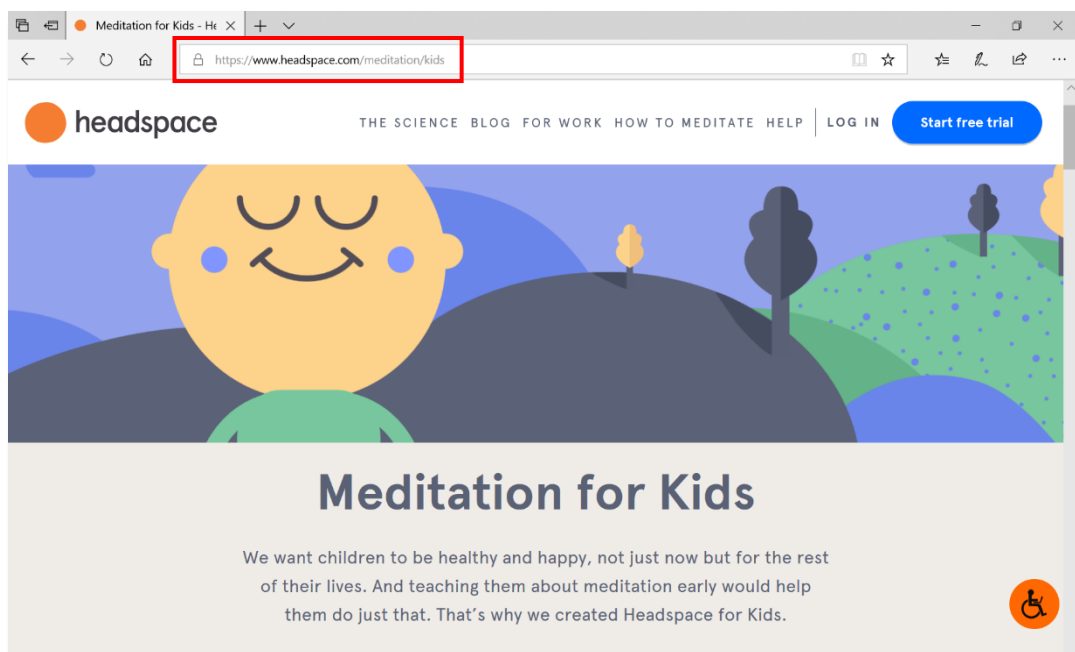 Meditation for Kids - He
https://www.headspace.com/meditation/kids
headspace
THE SCIENCE BLOG FOR WORK HOW TO MEDITATE HELP LOG IN Start free trial
Meditation for Kids
We want children to be healthy and happy, not just now but for the rest
of their lives. And teaching them about meditation early would help
them do just that. That's why we created Headspace for Kids.